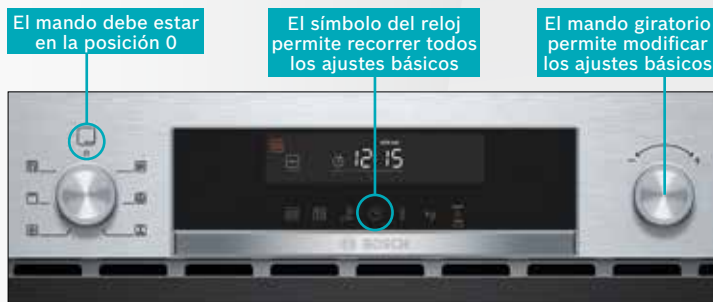 El mando debe estar
en la posición 0
El símbolo del reloj
permite recorrer todos
los ajustes básicos
El mando giratorio
permite modificar
los ajustes básicos
0
12 15
- +
BOSCH